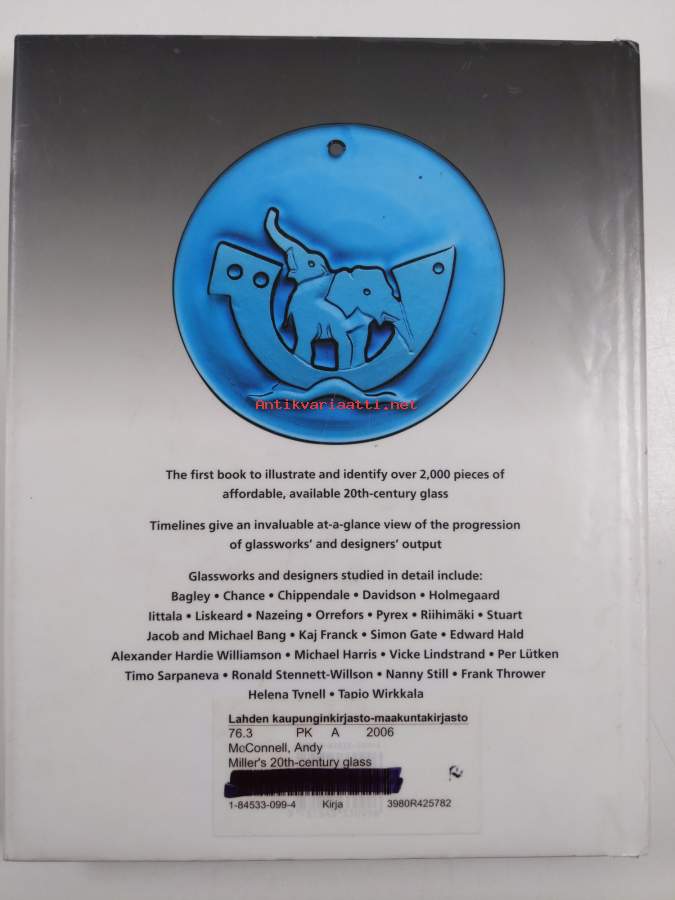 Antikvariaatti.net
The first book to illustrate and identify over 2,000 pieces of
affordable, available 20th-century glass
Timelines give an invaluable at-a-glance view of the progression
of glassworks' and designers' output
Glassworks and designers studied in detail include:
Bagley • Chance • Chippendale • Davidson • Holmegaard
Iittala • Liskeard • Nazeing • Orrefors • Pyrex • Riihimäki • Stuart
Jacob and Michael Bang • Kaj Franck • Simon Gate • Edward Hald
Alexander Hardie Williamson • Michael Harris • Vicke Lindstrand • Per Lütken
Timo Sarpaneva • Ronald Stennett-Willson • Nanny Still • Frank Thrower
Helena Tynell • Tapio Wirkkala
Lahden kaupunginkirjasto-maakuntakirjasto
76.3 PK A 2006
McConnell, Andy
Miller's 20th-century glass
1-84533-099-4 Kirja 3980R425782